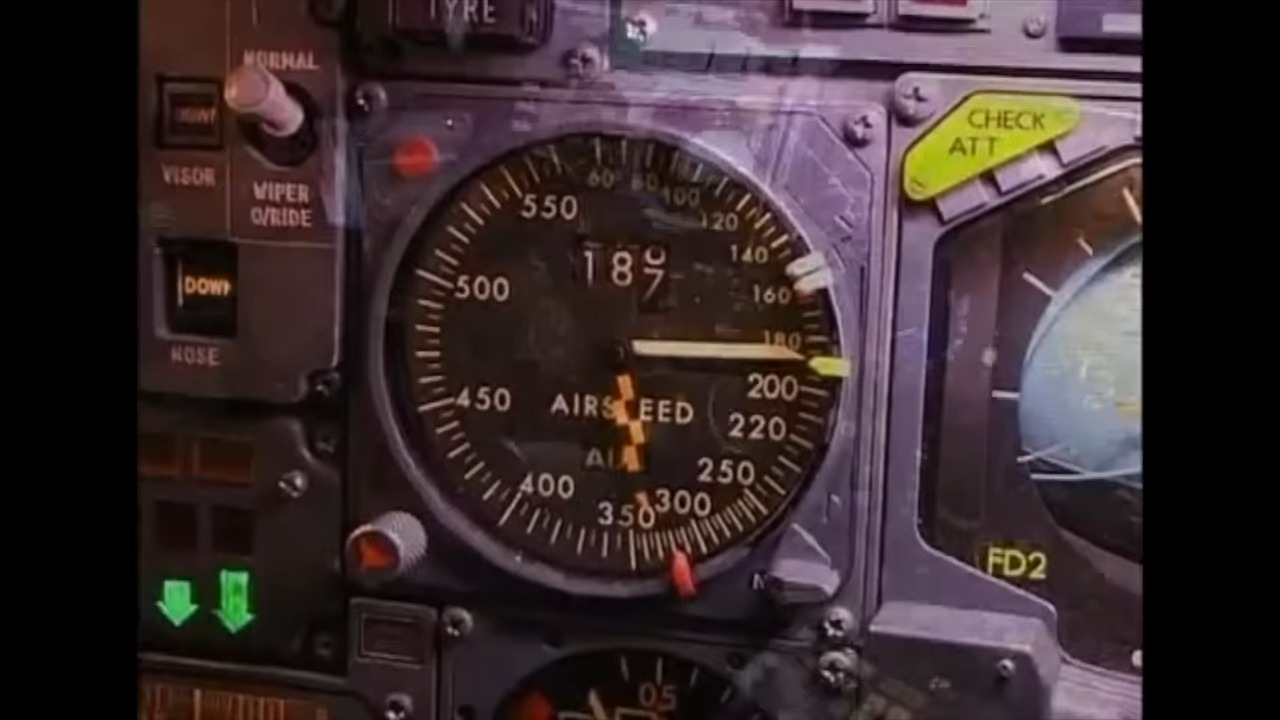 TYRE
NORMAL
VISOR
WIPER
O/RIDE
DOWN
NOSE
CHECK
ATT
60 80 100
120
140
160
180
200
220
250
300
350
400
450
500
550
187
AIRSPEED
FD2
05